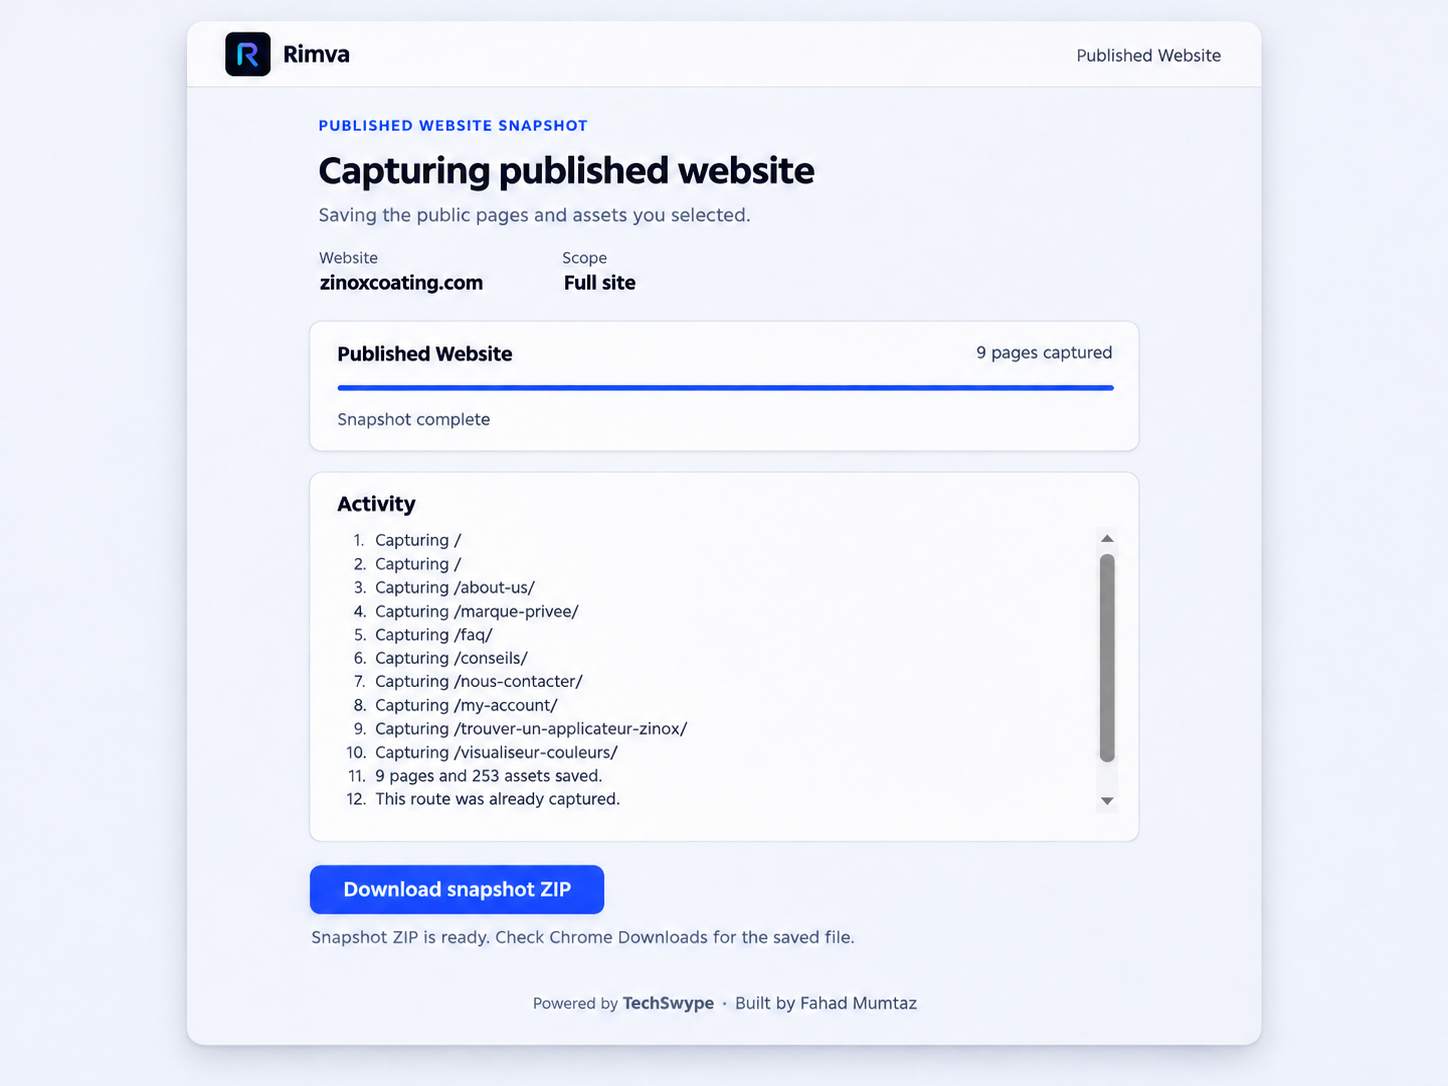 R Rimva
Published Website
PUBLISHED WEBSITE SNAPSHOT
Capturing published website
Saving the public pages and assets you selected.
Website
zinoxcoating.com
Scope
Full site
Published Website
9 pages captured
Snapshot complete
Activity
1. Capturing /
2. Capturing /
3. Capturing /about-us/
4. Capturing /marque-privee/
5. Capturing /faq/
6. Capturing /conseils/
7. Capturing /nous-contacter/
8. Capturing /my-account/
9. Capturing /trouver-un-applicateur-zinox/
10. Capturing /visualiseur-couleurs/
11. 9 pages and 253 assets saved.
12. This route was already captured.
Download snapshot ZIP
Snapshot ZIP is ready. Check Chrome Downloads for the saved file.
Powered by TechSwype · Built by Fahad Mumtaz